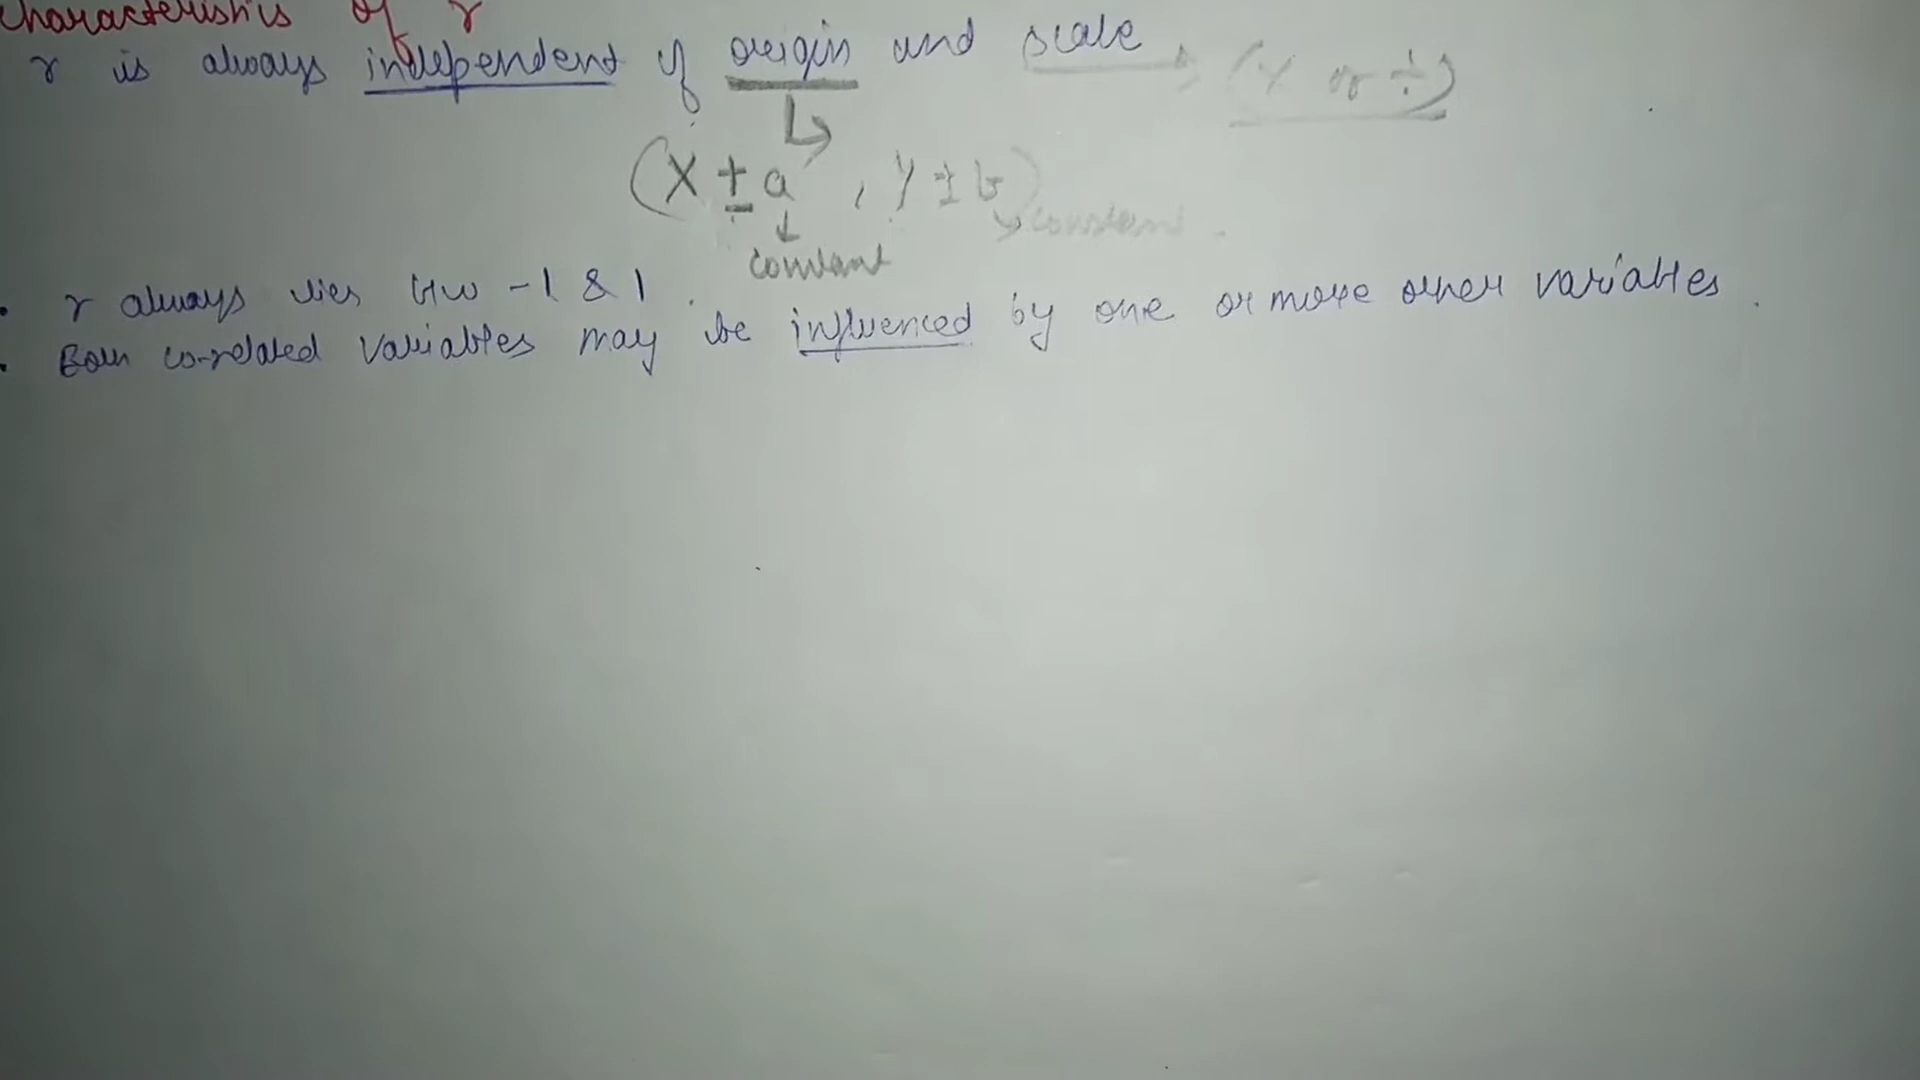 Characteristics of r
r is always independent of origin and scale → (× or ÷)
(X ± a , y ± b)
constant
constant
• r always lies btw -1 & 1 .
• Both co-related variables may be influenced by one or more other variables .